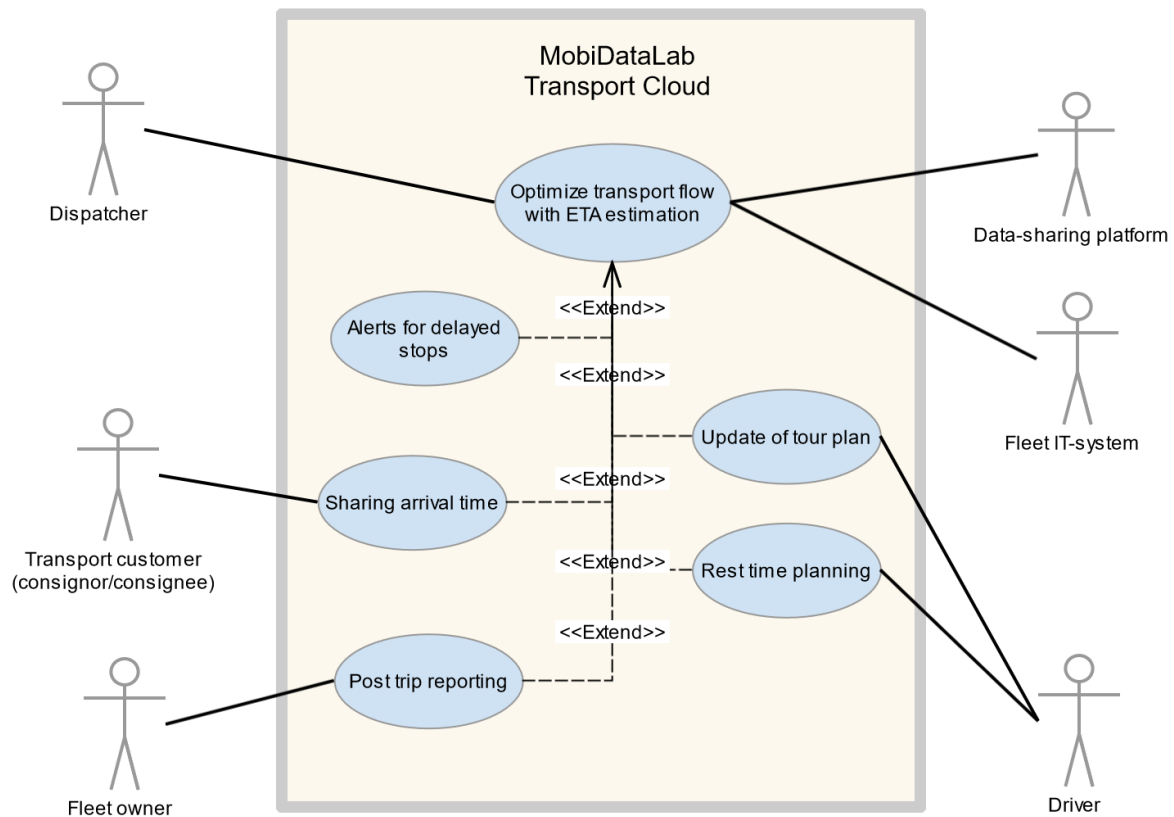 MobiDataLab
Transport Cloud
Dispatcher
Optimize transport flow
with ETA estimation
Data-sharing platform
<<Extend>>
Alerts for delayed
stops
<<Extend>>
Update of tour plan
Fleet IT-system
<<Extend>>
Sharing arrival time
Transport customer
(consignor/consignee)
<<Extend>>
Rest time planning
<<Extend>>
Post trip reporting
Fleet owner
Driver